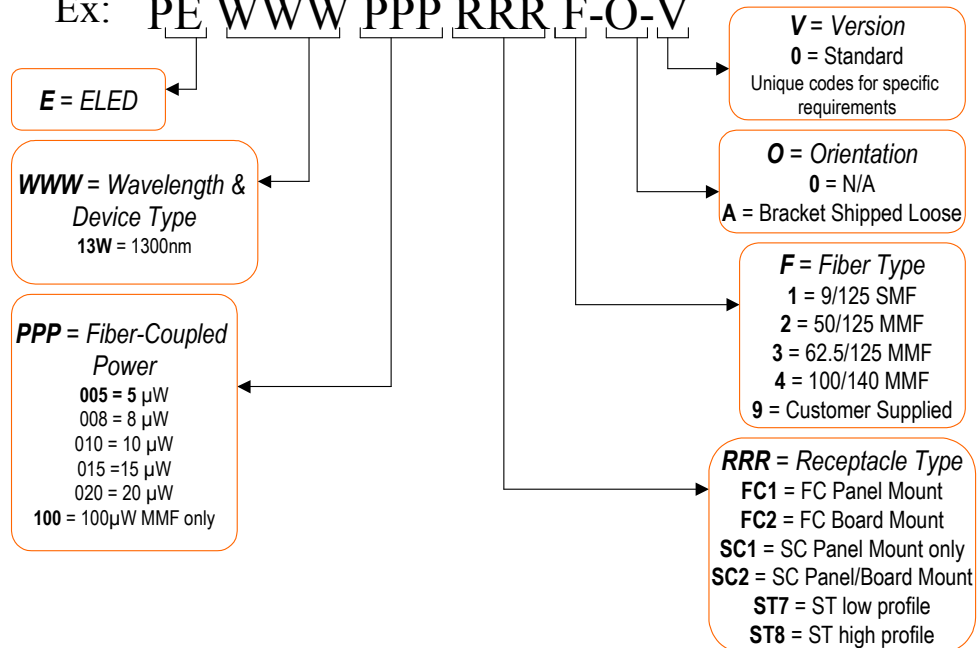 Ex: PE WWW PPP RRR F-O-V
E = ELED
WWW = Wavelength &
Device Type
13W = 1300nm
PPP = Fiber-Coupled
Power
005 = 5 µW
008 = 8 µW
010 = 10 µW
015 =15 µW
020 = 20 µW
100 = 100µW MMF only
V = Version
0 = Standard
Unique codes for specific
requirements
O = Orientation
0 = N/A
A = Bracket Shipped Loose
F = Fiber Type
1 = 9/125 SMF
2 = 50/125 MMF
3 = 62.5/125 MMF
4 = 100/140 MMF
9 = Customer Supplied
RRR = Receptacle Type
FC1 = FC Panel Mount
FC2 = FC Board Mount
SC1 = SC Panel Mount only
SC2 = SC Panel/Board Mount
ST7 = ST low profile
ST8 = ST high profile